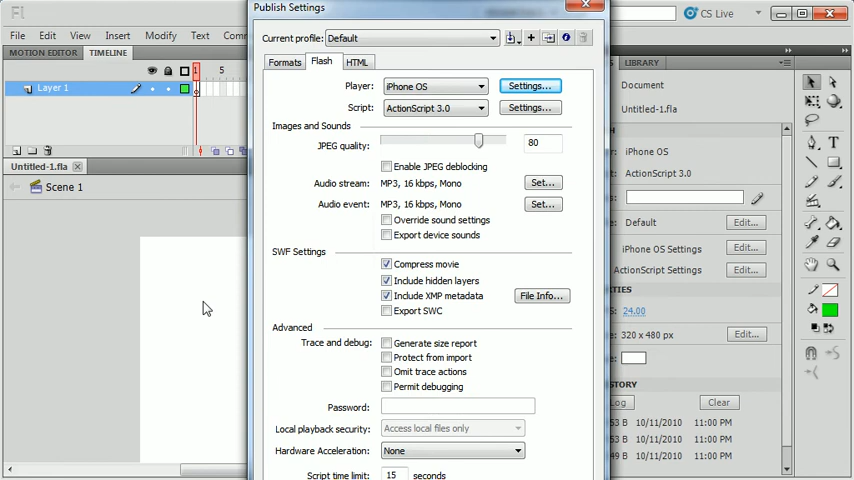 Fl
Publish Settings
CS Live
File
Edit
View
Insert
Modify
Text
Current profile:
Default
MOTION EDITOR
TIMELINE
Formats
Flash
HTML
LIBRARY
1
5
Layer 1
Player:
iPhone OS
Settings...
Document
Script:
ActionScript 3.0
Settings...
Untitled-1.fla
Images and Sounds
JPEG quality:
80
iPhone OS
Enable JPEG deblocking
ActionScript 3.0
Untitled-1.fla
Audio stream:
MP3, 16 kbps, Mono
Set...
Scene 1
Audio event:
MP3, 16 kbps, Mono
Set...
Override sound settings
Default
Edit...
Export device sounds
iPhone OS Settings
Edit...
SWF Settings
Compress movie
ActionScript Settings
Edit...
Include hidden layers
Include XMP metadata
File Info...
Export SWC
24.00
Advanced
320 x 480 px
Edit...
Trace and debug:
Generate size report
Protect from import
Omit trace actions
Permit debugging
Password:
Log
Clear
Local playback security:
Access local files only
10/11/2010
11:00 PM
Hardware Acceleration:
None
10/11/2010
11:00 PM
10/11/2010
11:00 PM
Script time limit:
15
seconds